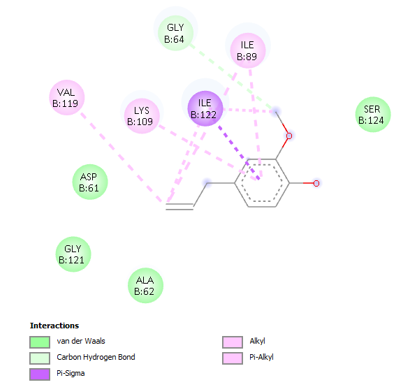 GLY
B:64
ILE
B:89
VAL
B:119
LYS
B:109
ILE
B:122
SER
B:124
ASP
B:61
GLY
B:121
ALA
B:62
O
O
Interactions
van der Waals
Carbon Hydrogen Bond
Pi-Sigma
Alkyl
Pi-Alkyl